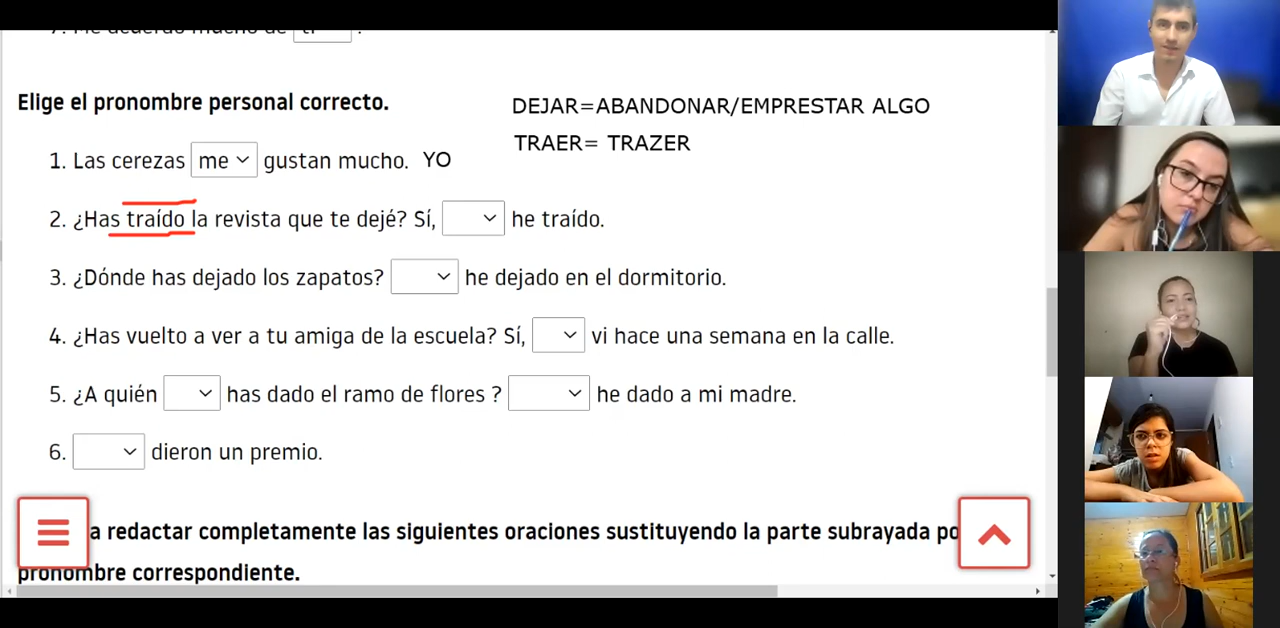 Elige el pronombre personal correcto.
DEJAR=ABANDONAR/EMPRESTAR ALGO
TRAER= TRAZER
1. Las cerezas me gustan mucho. YO
2. ¿Has traído la revista que te dejé? Sí, he traído.
3. ¿Dónde has dejado los zapatos? he dejado en el dormitorio.
4. ¿Has vuelto a ver a tu amiga de la escuela? Sí, vi hace una semana en la calle.
5. ¿A quién has dado el ramo de flores ? he dado a mi madre.
6. dieron un premio.
a redactar completamente las siguientes oraciones sustituyendo la parte subrayada po
pronombre correspondiente.